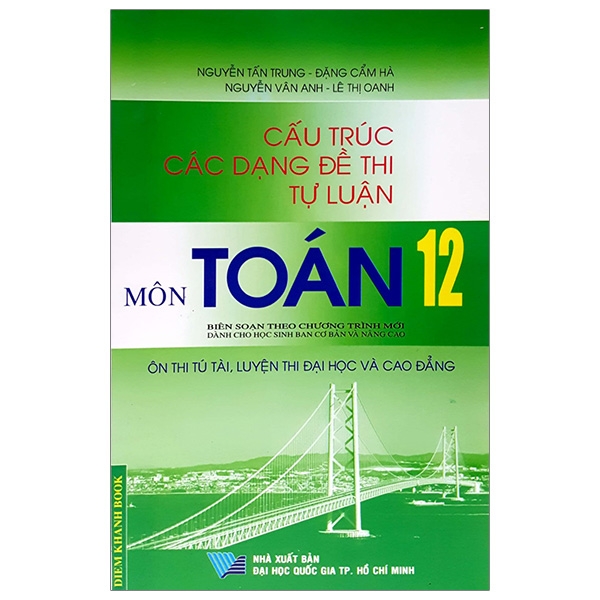 NGUYỄN TẤN TRUNG - ĐẶNG CẨM HÀ
NGUYỄN VÂN ANH - LÊ THỊ OANH
CẤU TRÚC
CÁC DẠNG ĐỀ THI
TỰ LUẬN
MÔN TOÁN 12
BIÊN SOẠN THEO CHƯƠNG TRÌNH MỚI
DÀNH CHO HỌC SINH BAN CƠ BẢN VÀ NÂNG CAO
ÔN THI TÚ TÀI, LUYỆN THI ĐẠI HỌC VÀ CAO ĐẲNG
DIEM KHANH BOOK
NHÀ XUẤT BẢN
ĐẠI HỌC QUỐC GIA TP. HỒ CHÍ MINH